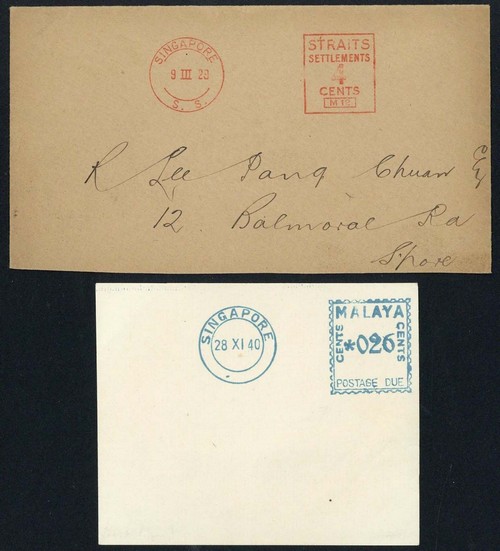 SINGAPORE
9 III 28
S. S.
STRAITS
SETTLEMENTS
4
CENTS
M.15.
R Lee Pang Chuan Esq
12 Balmoral Rd
S'pore
SINGAPORE
28 XI 40
MALAYA
CENTS
*026
CENTS
POSTAGE DUE